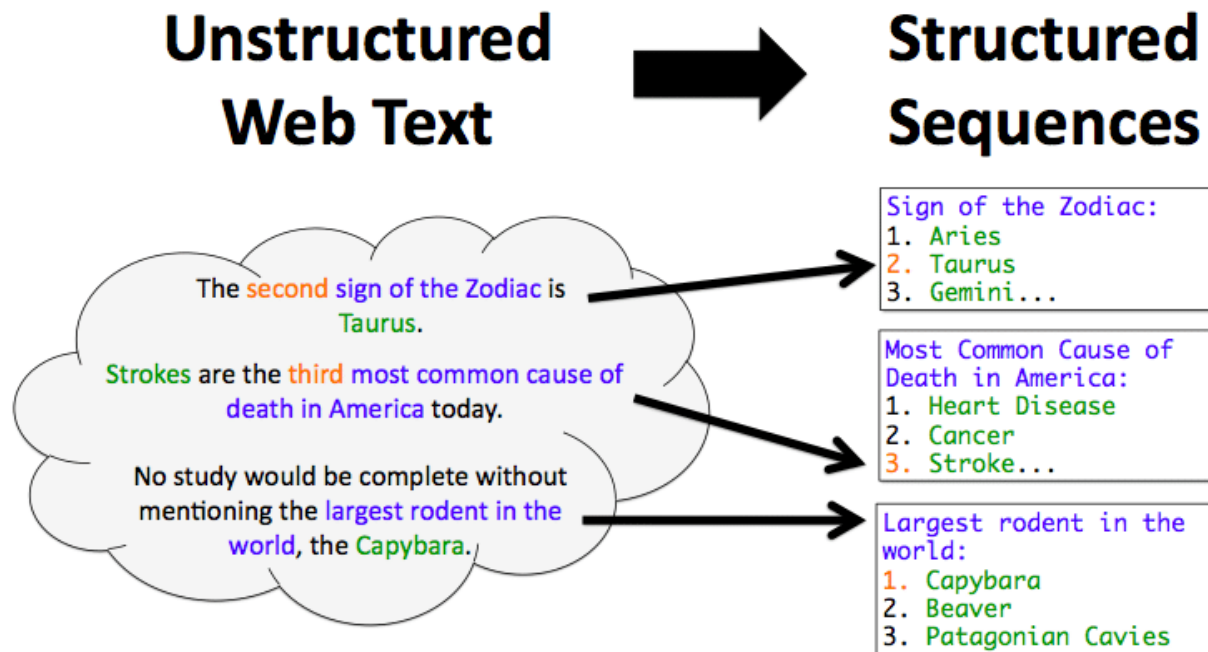 Unstructured
Web Text
Structured
Sequences
The second sign of the Zodiac is
Taurus.
Strokes are the third most common cause of
death in America today.
No study would be complete without
mentioning the largest rodent in the
world, the Capybara.
Sign of the Zodiac:
1. Aries
2. Taurus
3. Gemini...
Most Common Cause of
Death in America:
1. Heart Disease
2. Cancer
3. Stroke...
Largest rodent in the
world:
1. Capybara
2. Beaver
3. Patagonian Cavies